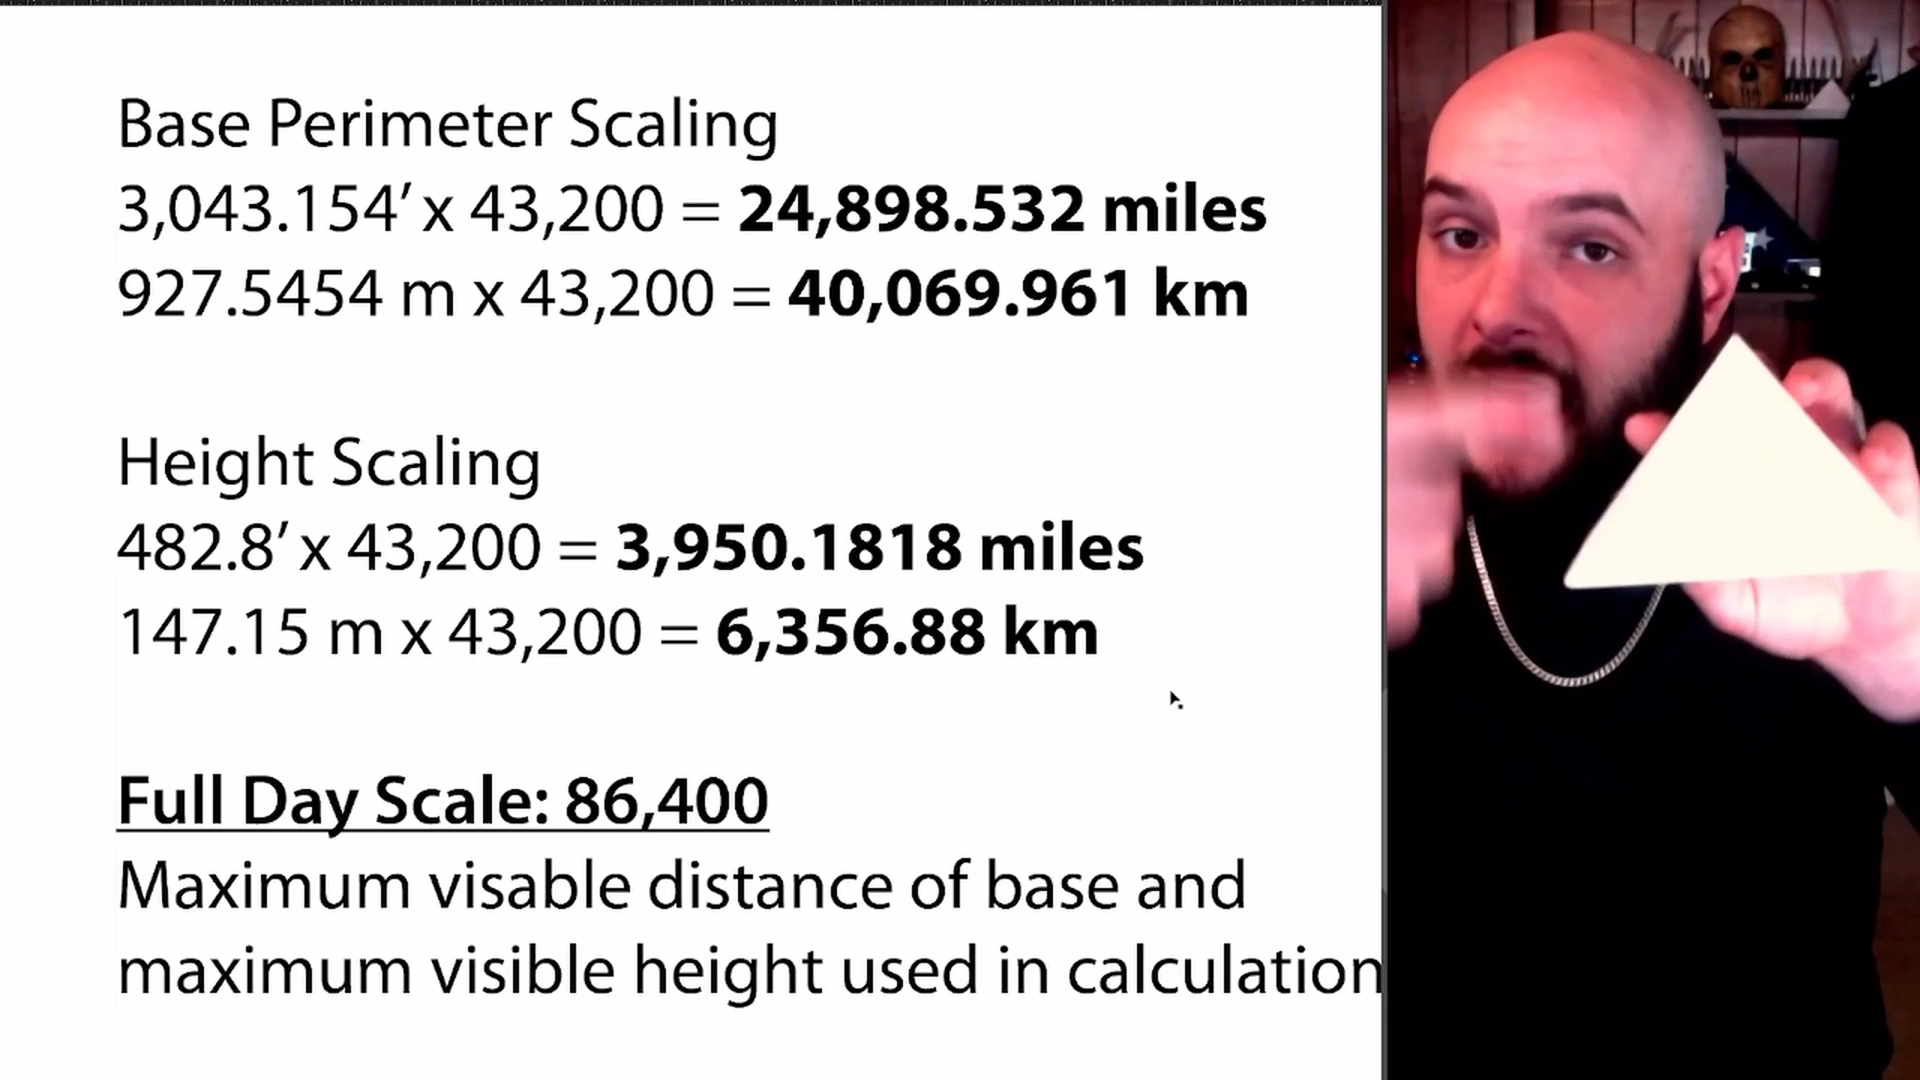 Base Perimeter Scaling
3,043.154’ x 43,200 = 24,898.532 miles
927.5454 m x 43,200 = 40,069.961 km
Height Scaling
482.8’ x 43,200 = 3,950.1818 miles
147.15 m x 43,200 = 6,356.88 km
Full Day Scale: 86,400
Maximum visable distance of base and
maximum visible height used in calculation